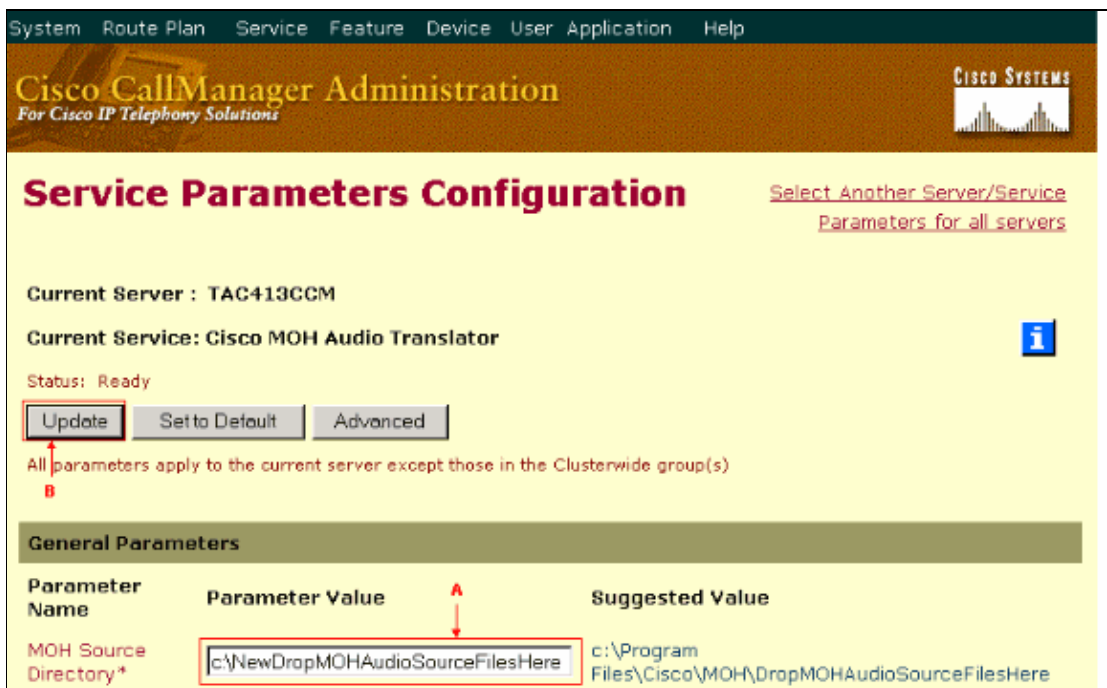 System Route Plan Service Feature Device User Application Help
Cisco CallManager Administration
For Cisco IP Telephony Solutions
CISCO SYSTEMS
Service Parameters Configuration
Select Another Server/Service
Parameters for all servers
Current Server : TAC413CCM
Current Service: Cisco MOH Audio Translator
i
Status: Ready
Update Set to Default Advanced
All parameters apply to the current server except those in the Clusterwide group(s)
B
General Parameters
Parameter Name Parameter Value A Suggested Value
MOH Source Directory* c:\NewDropMOHAudioSourceFilesHere c:\Program
Files\Cisco\MOH\DropMOHAudioSourceFilesHere